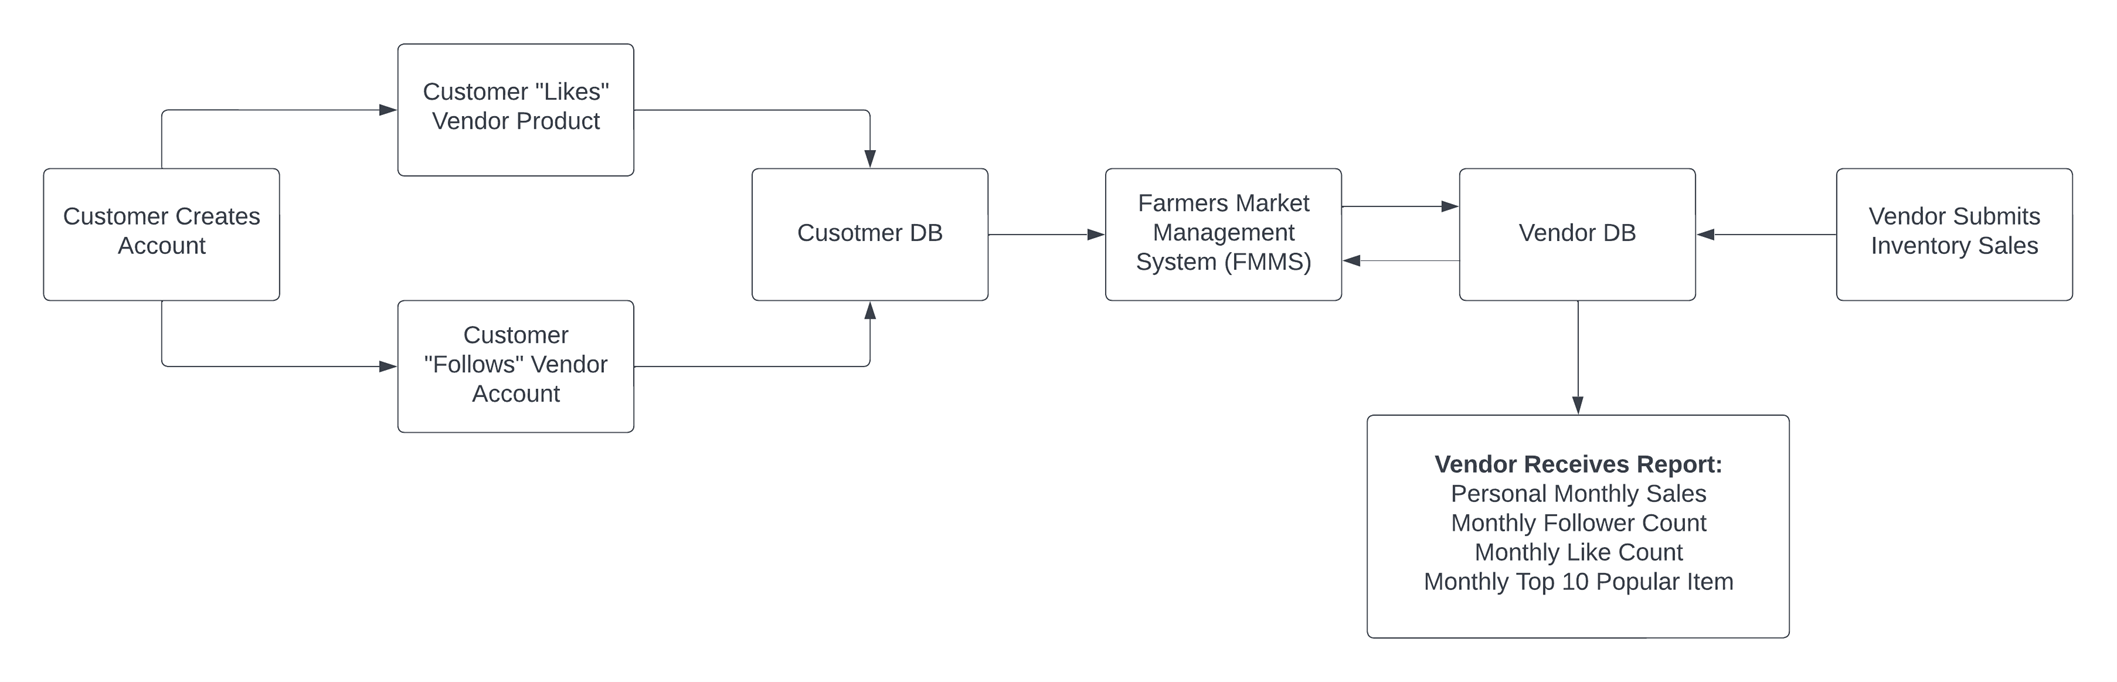 Customer Creates
Account
Customer "Likes"
Vendor Product
Customer
"Follows" Vendor
Account
Cusotmer DB
Farmers Market
Management
System (FMMS)
Vendor DB
Vendor Submits
Inventory Sales
Vendor Receives Report:
Personal Monthly Sales
Monthly Follower Count
Monthly Like Count
Monthly Top 10 Popular Item